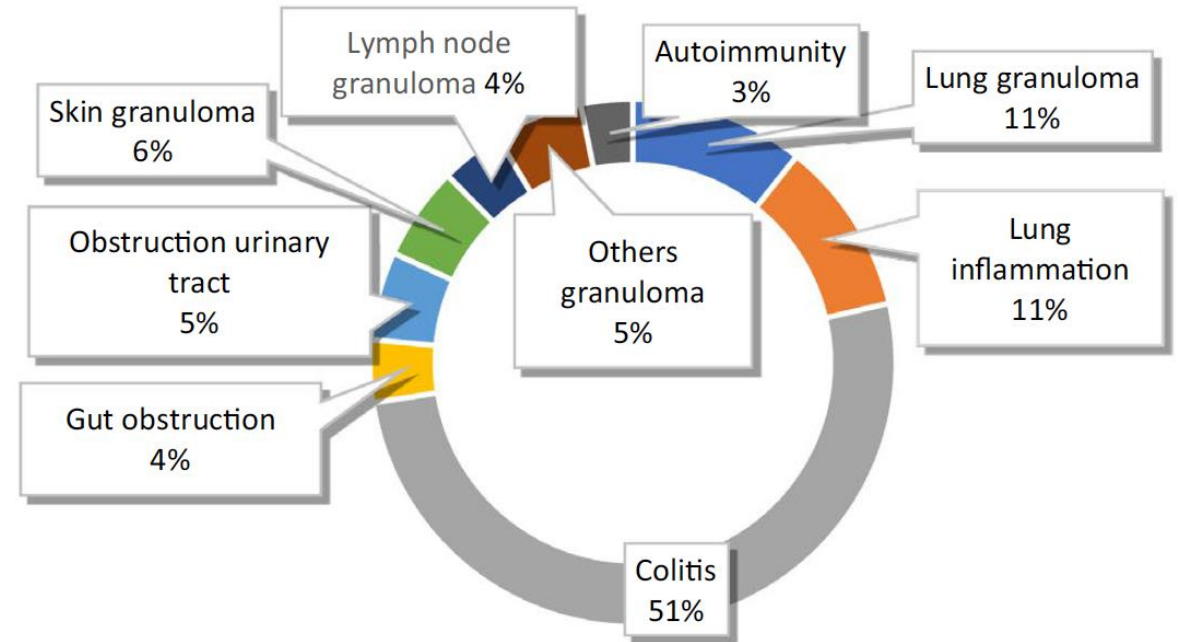 Lymph node
granuloma 4%
Autoimmunity
3%
Lung granuloma
11%
Skin granuloma
6%
Obstruction urinary
tract
5%
Others
granuloma
5%
Lung
inflammation
11%
Gut obstruction
4%
Colitis
51%